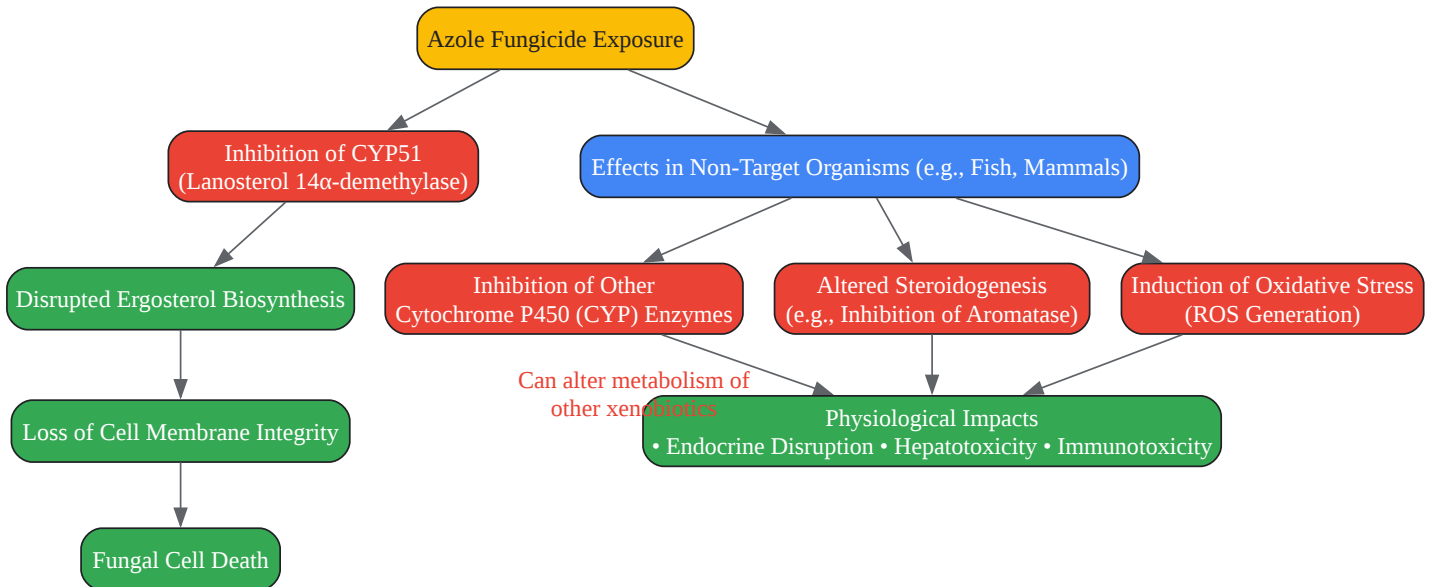 Azole Fungicide Exposure
Inhibition of CYP51
(Lanosterol 14α-demethylase)
Effects in Non-Target Organisms (e.g., Fish, Mammals)
Disrupted Ergosterol Biosynthesis
Inhibition of Other
Cytochrome P450 (CYP) Enzymes
Altered Steroidogenesis
(e.g., Inhibition of Aromatase)
Induction of Oxidative Stress
(ROS Generation)
Can alter metabolism of
other xenobiotics
Loss of Cell Membrane Integrity
Physiological Impacts
• Endocrine Disruption • Hepatotoxicity • Immunotoxicity
Fungal Cell Death